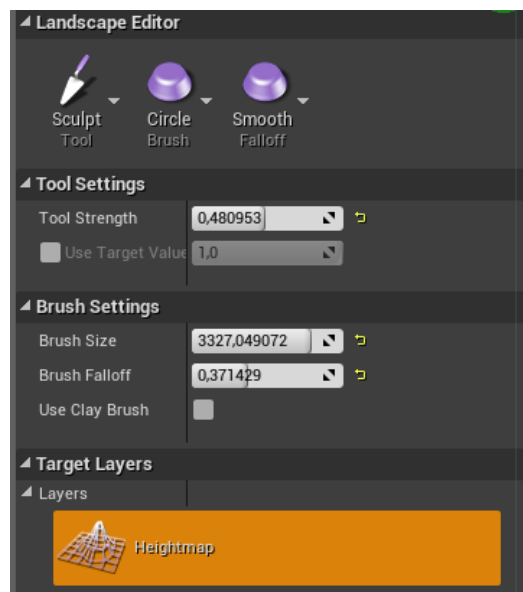 Landscape Editor
Sculpt Circle Smooth
Tool Brush Falloff
Tool Settings
Tool Strength 0,480953
Use Target Value 1,0
Brush Settings
Brush Size 3327,049072
Brush Falloff 0,371429
Use Clay Brush
Target Layers
Layers
Heightmap